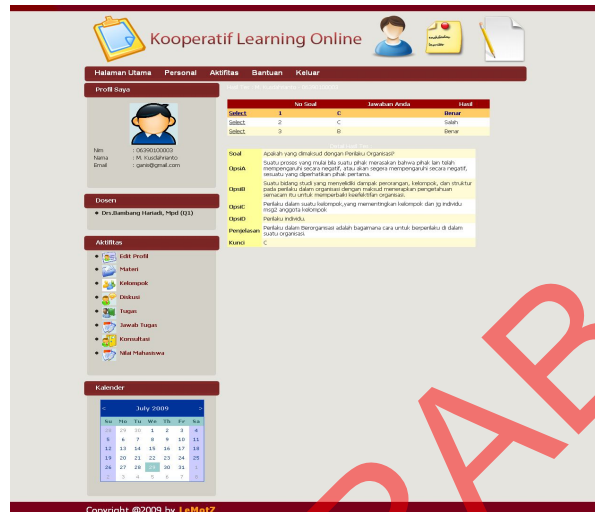 Kooperatif Learning Online
Halaman Utama Personal Aktifitas Bantuan Keluar
Profil Saya
Nim : 06390100003
Nama : M. Kusdahrianto
Email : ganis@gmail.com
Dosen
Drs.Bambang Hariadi, Mpd (Q1)
Aktifitas
Edit Profil
Materi
Kelompok
Diskusi
Tugas
Jawab Tugas
Konsultasi
Nilai Mahasiswa
Kalender
< July 2009 >
Su Mo Tu We Th Fr Sa
28 29 30 1 2 3 4
5 6 7 8 9 10 11
12 13 14 15 16 17 18
19 20 21 22 23 24 25
26 27 28 29 30 31 1
2 3 4 5 6 7 8
No Soal Jawaban Anda Hasil
Select 1 C Benar
Select 2 C Salah
Select 3 B Benar
Soal Apakah yang dimaksud dengan Perilaku Organisasi?
OpsiA Suatu proses yang mulai bila suatu pihak merasakan bahwa pihak lain telah
mempengaruhi secara negatif, atau akan segera mempengaruhi secara negatif,
sesuatu yang diperhatikan pihak pertama.
OpsiB Suatu bidang studi yang menyelidiki dampak perorangan, kelompok, dan struktur
pada perilaku dalam organisasi dengan maksud menerapkan pengetahuan
semacam itu untuk memperbaiki keefektifan organisasi.
OpsiC Perilaku dalam suatu kelompok,yang mementingkan kelompok dan jg individu
msg2 anggota kelompok
OpsiD Perilaku individu.
Penjelasan Perilaku dalam Berorganisasi adalah bagaimana cara untuk berperilaku di dalam
suatu organisasi.
Kunci C
Copyright @2009 by LeMotZ